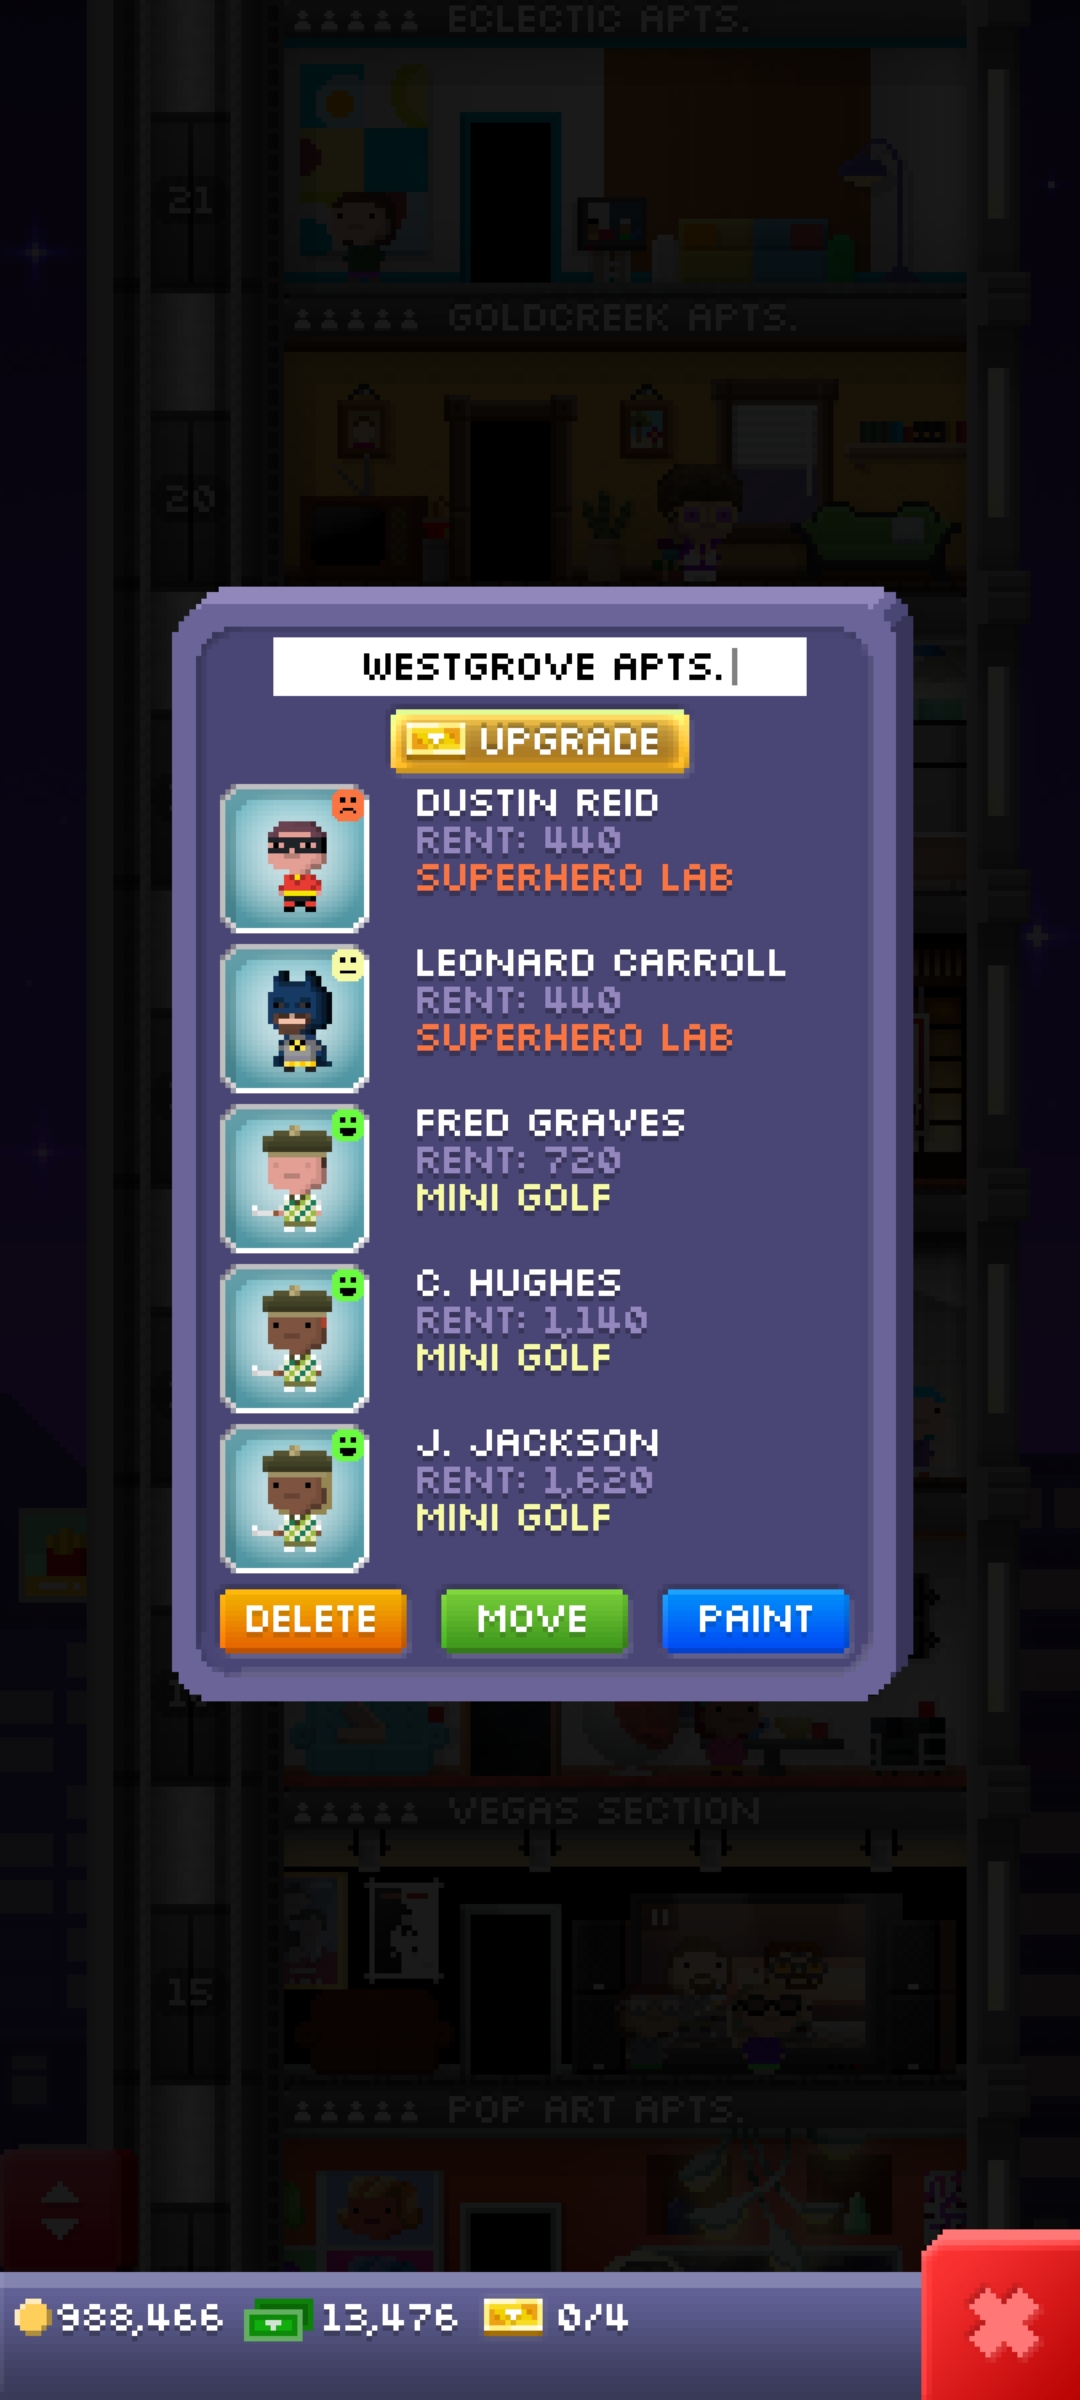 ECLECTIC APTS.
21
GOLDCREEK APTS.
20
WESTGROVE APTS.
UPGRADE
DUSTIN REID
RENT: 440
SUPERHERO LAB
LEONARD CARROLL
RENT: 440
SUPERHERO LAB
FRED GRAVES
RENT: 720
MINI GOLF
C. HUGHES
RENT: 1,140
MINI GOLF
J. JACKSON
RENT: 1,620
MINI GOLF
DELETE MOVE PAINT
VEGAS SECTION
15
POP ART APTS.
988,466 13,476 0/4